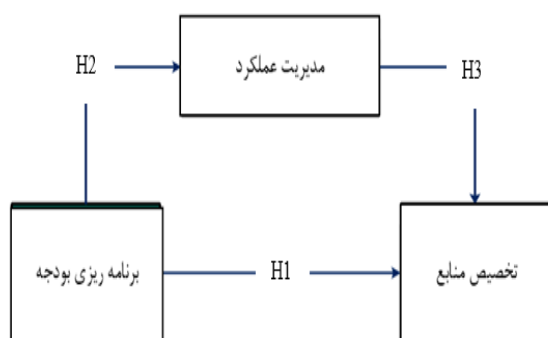 مدیریت عملکرد
H2
H3
برنامه ریزی بودجه
H1
تخصیص منابع